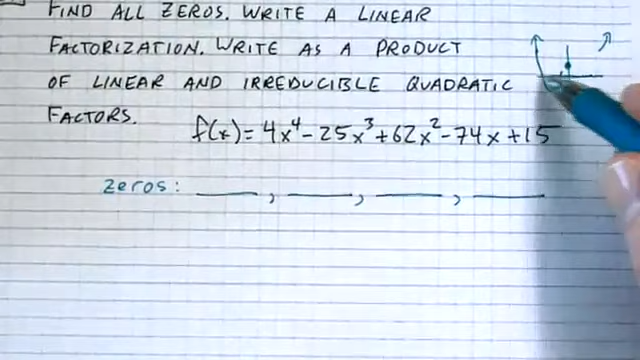 FIND ALL ZEROS. WRITE A LINEAR
FACTORIZATION. WRITE AS A PRODUCT
OF LINEAR AND IRREDUCIBLE QUADRATIC
FACTORS. f(x) = 4x⁴ - 25x³ + 62x² - 74x + 15
zeros: ____, ____, ____, ____